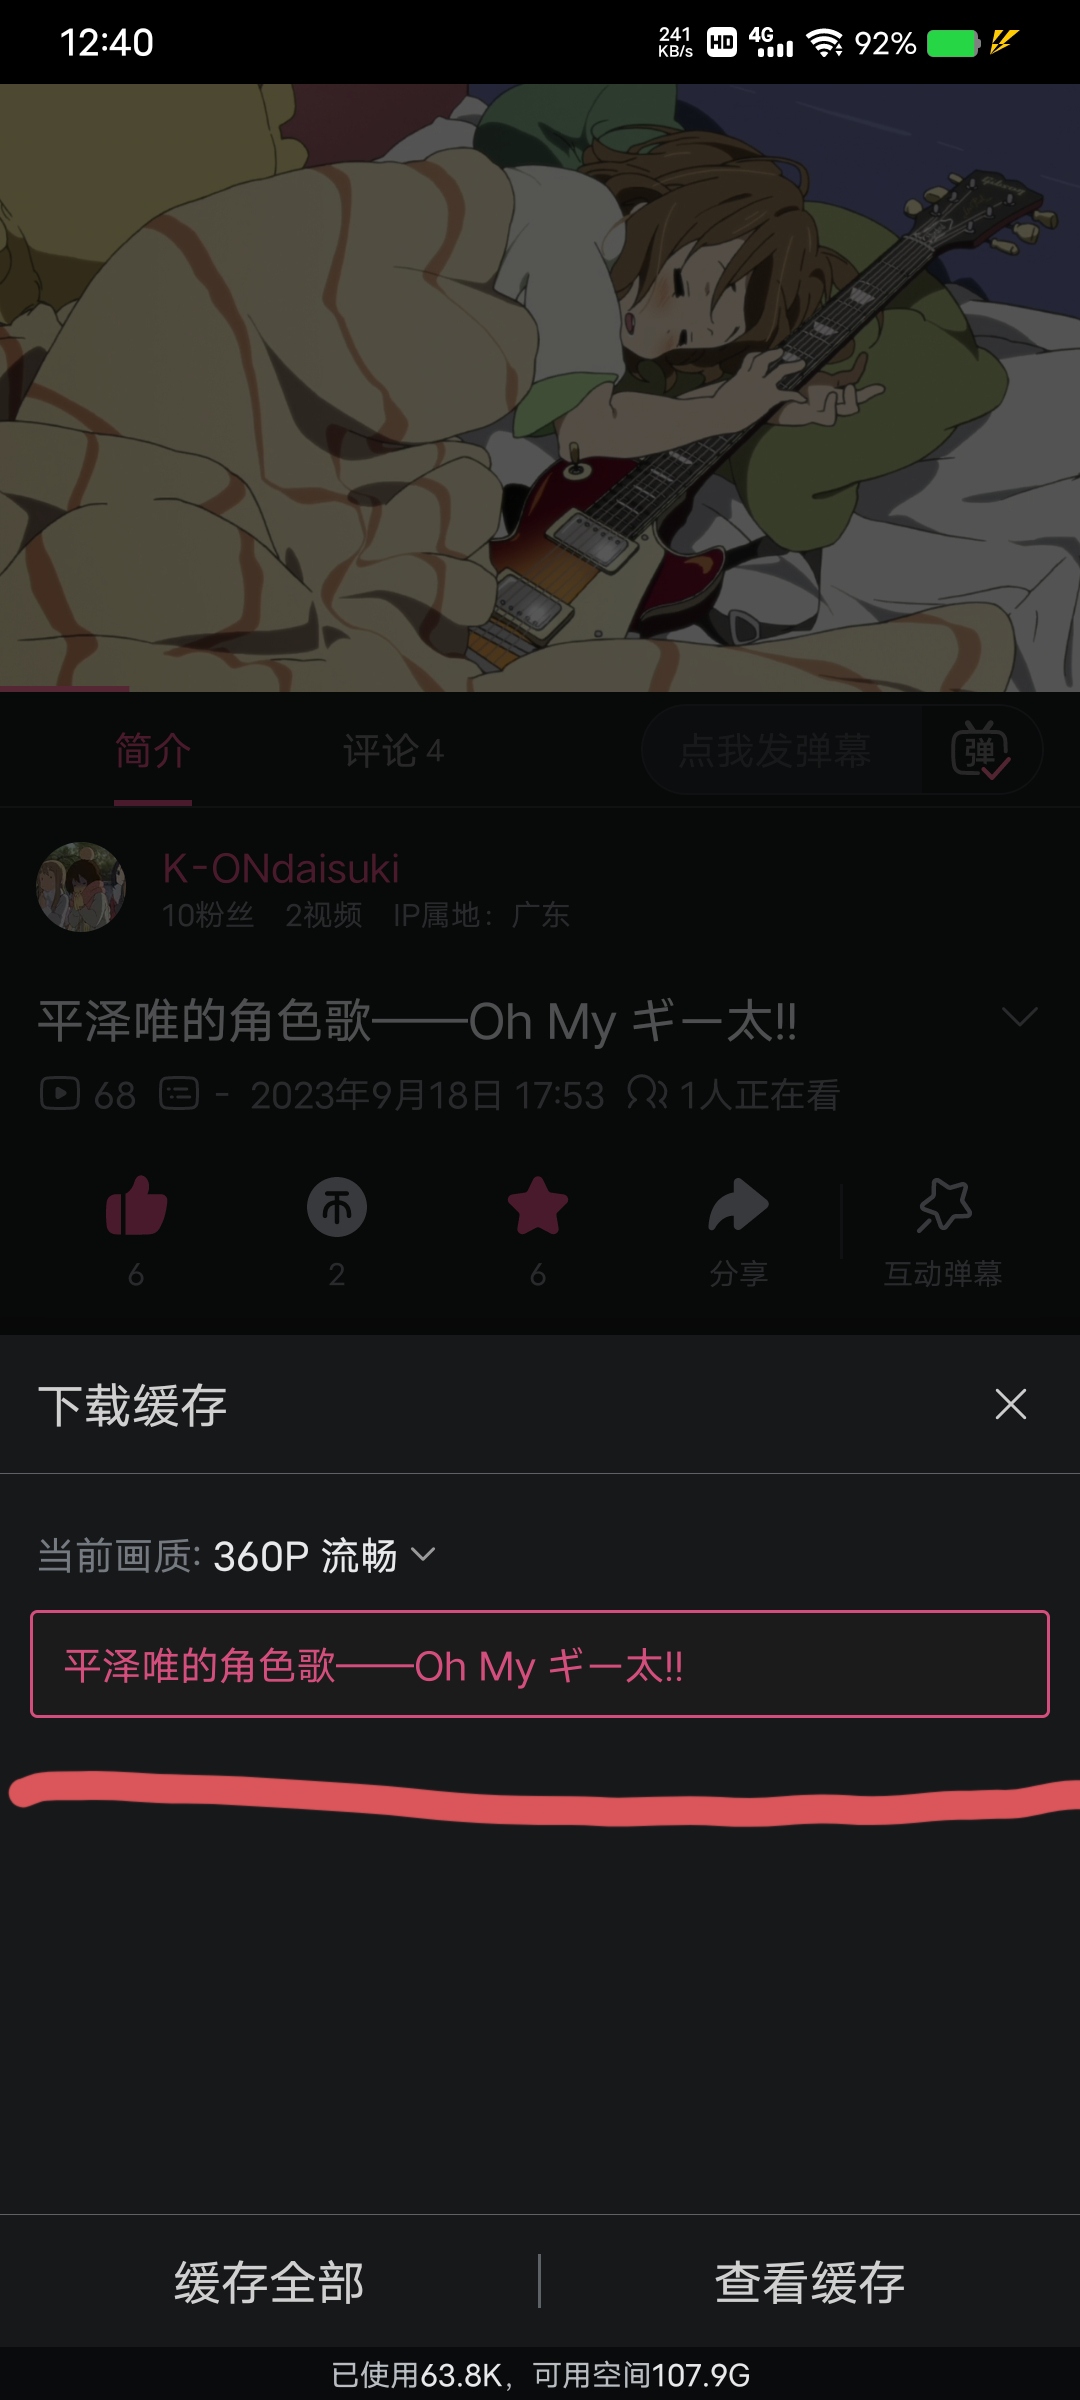 12:40 241 KB/s HD 4G 92%
Gibson
简介 评论 4 点我发弹幕 弹
K-ONdaisuki
10粉丝 2视频 IP属地：广东
平泽唯的角色歌——Oh My ギー太!!
68 - 2023年9月18日 17:53 1人正在看
6 2 6 分享 互动弹幕
下载缓存
当前画质: 360P 流畅
平泽唯的角色歌——Oh My ギー太!!
缓存全部 查看缓存
已使用63.8K，可用空间107.9G